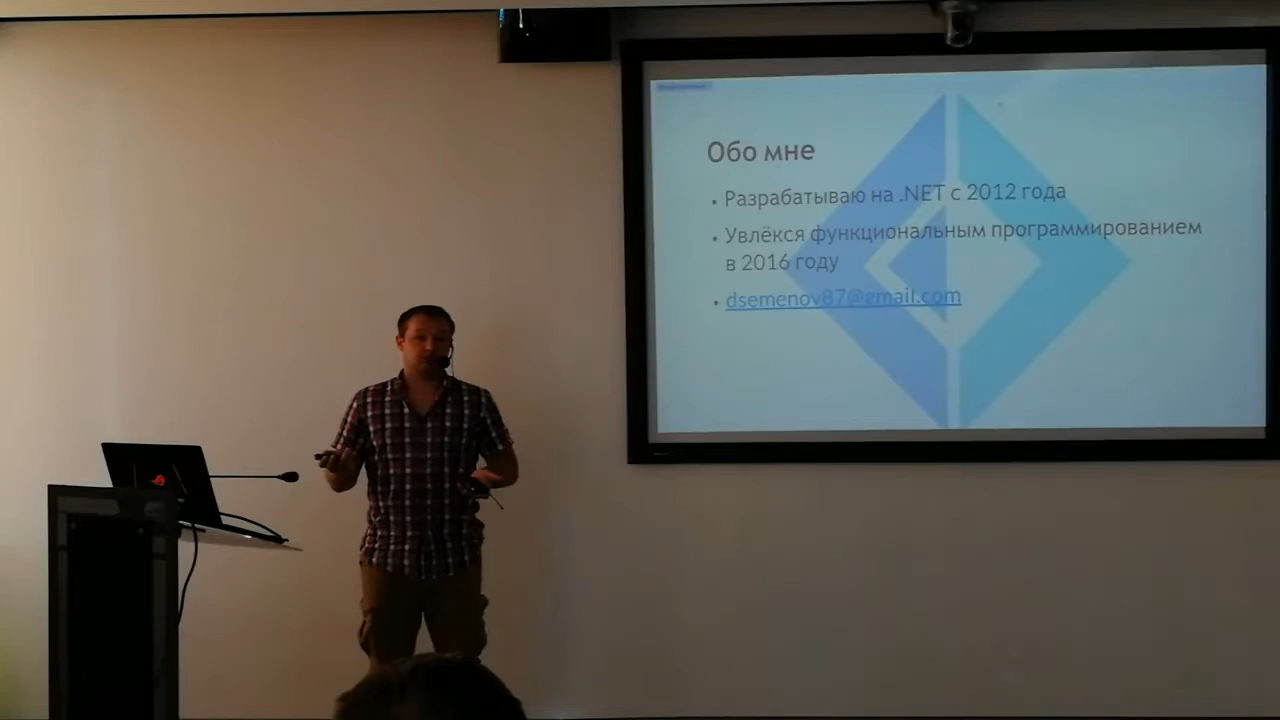 Обо мне
• Разрабатываю на .NET с 2012 года
• Увлёкся функциональным программированием
в 2016 году
• dsemenov87@gmail.com